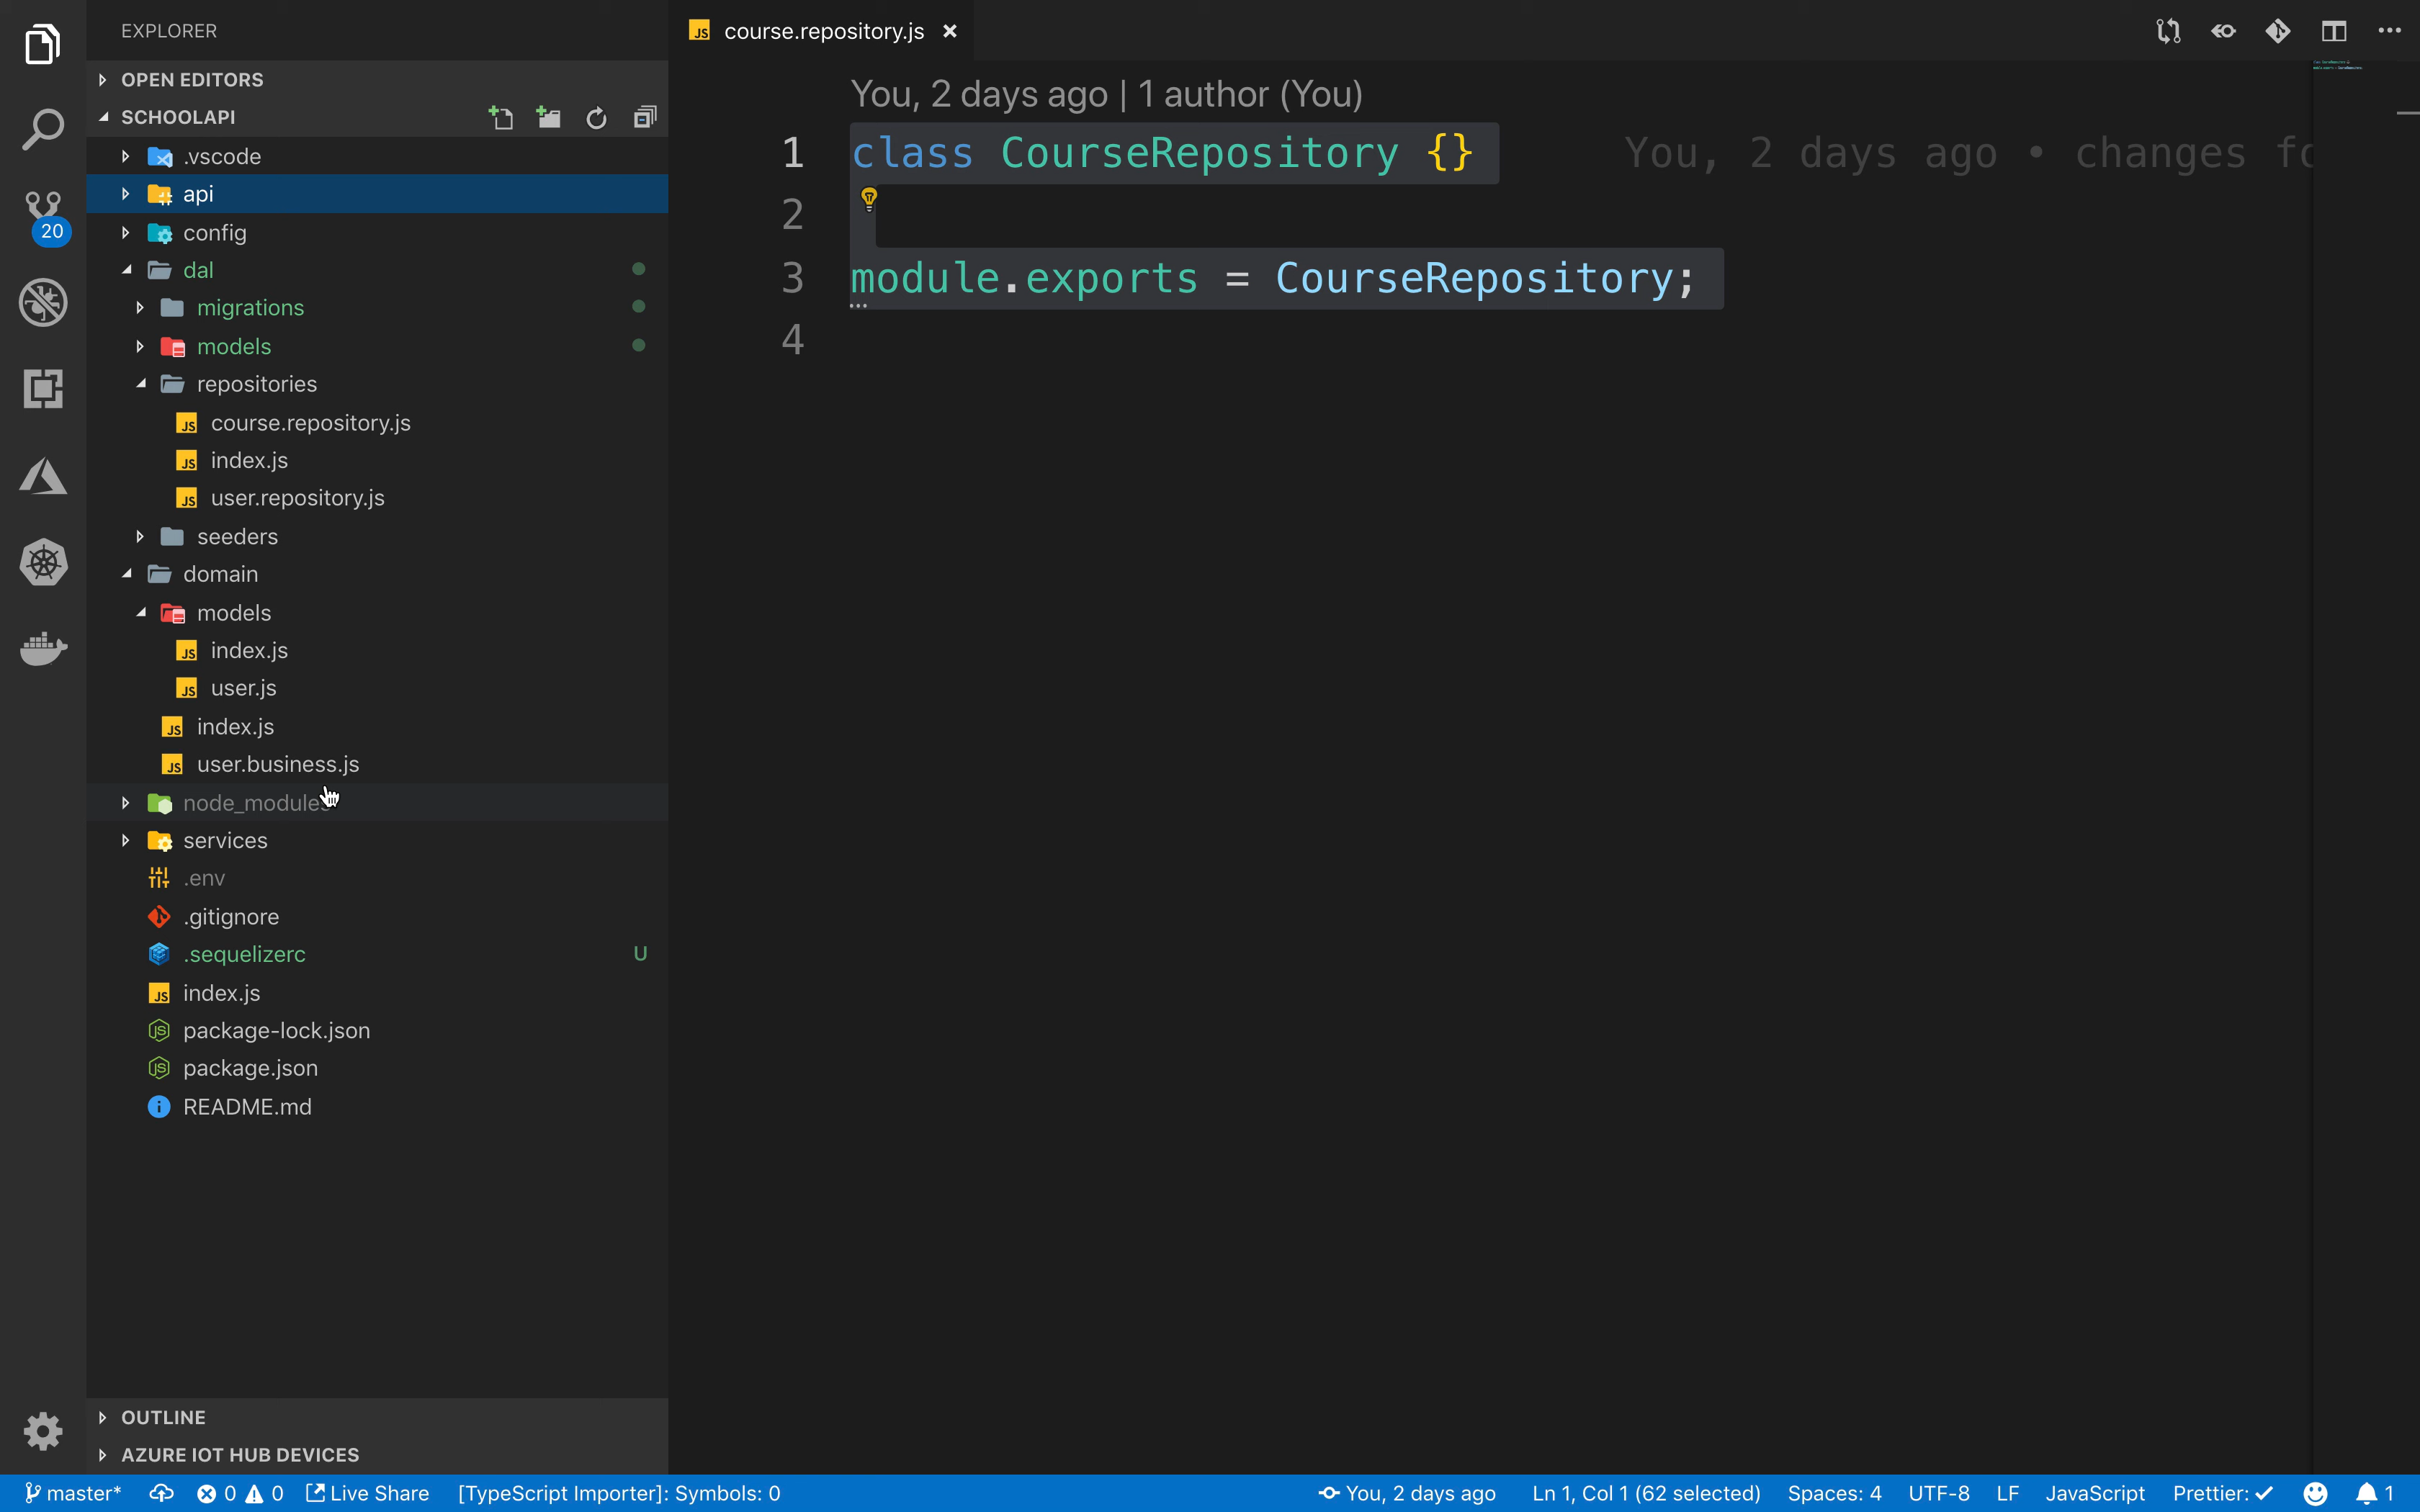 EXPLORER
OPEN EDITORS
SCHOOLAPI
.vscode
api
config
dal
migrations
models
repositories
course.repository.js
index.js
user.repository.js
seeders
domain
models
index.js
user.js
index.js
user.business.js
node_modules
services
.env
.gitignore
.sequelizerc U
index.js
package-lock.json
package.json
README.md
OUTLINE
AZURE IOT HUB DEVICES
20
course.repository.js
You, 2 days ago | 1 author (You)
1 class CourseRepository {} You, 2 days ago • changes fo
2
3 module.exports = CourseRepository;
4
master* 0 0 Live Share [TypeScript Importer]: Symbols: 0 You, 2 days ago Ln 1, Col 1 (62 selected) Spaces: 4 UTF-8 LF JavaScript Prettier: ✓ 1